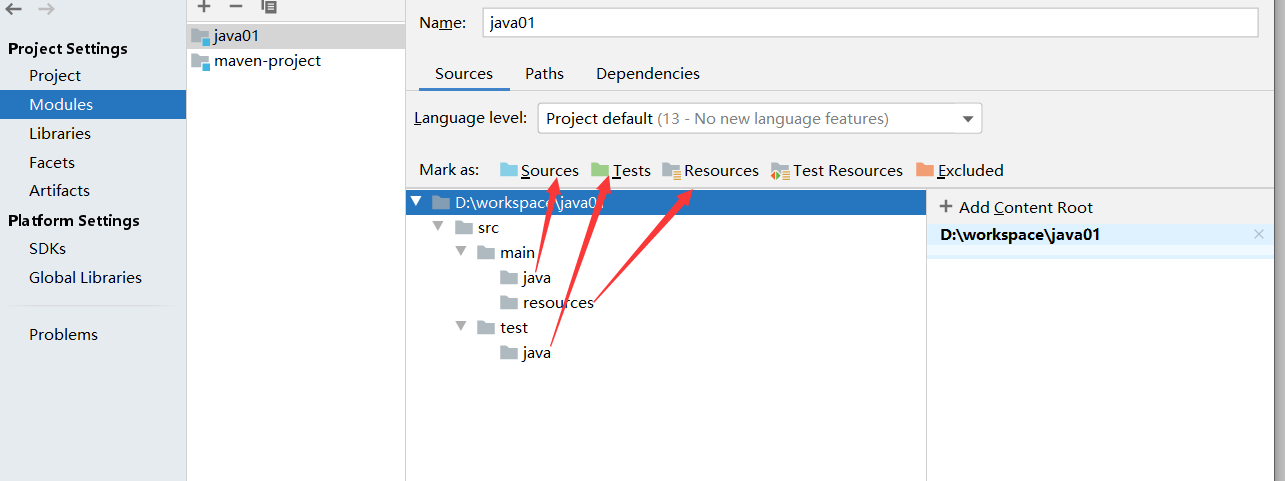 Project Settings
Project
Modules
Libraries
Facets
Artifacts
Platform Settings
SDKs
Global Libraries
Problems
java01
maven-project
Name: java01
Sources Paths Dependencies
Language level: Project default (13 - No new language features)
Mark as: Sources Tests Resources Test Resources Excluded
D:\workspace\java01
src
main
java
resources
test
java
+ Add Content Root
D:\workspace\java01